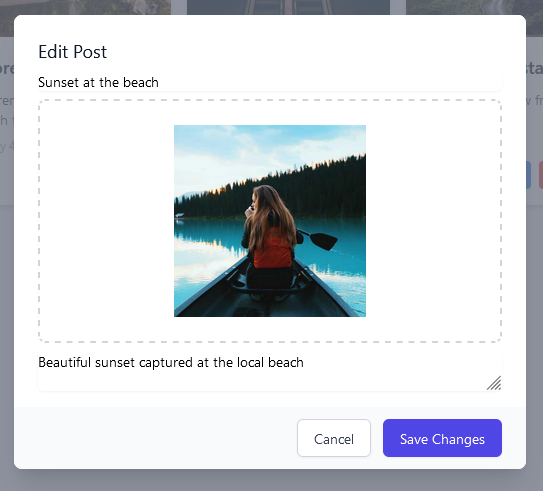 Edit Post
Sunset at the beach
Beautiful sunset captured at the local beach
Cancel
Save Changes